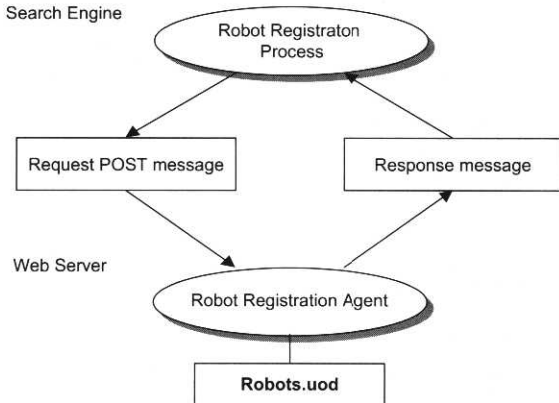 Search Engine
Robot Registraton
Process
Request POST message
Response message
Web Server
Robot Registration Agent
Robots.uod